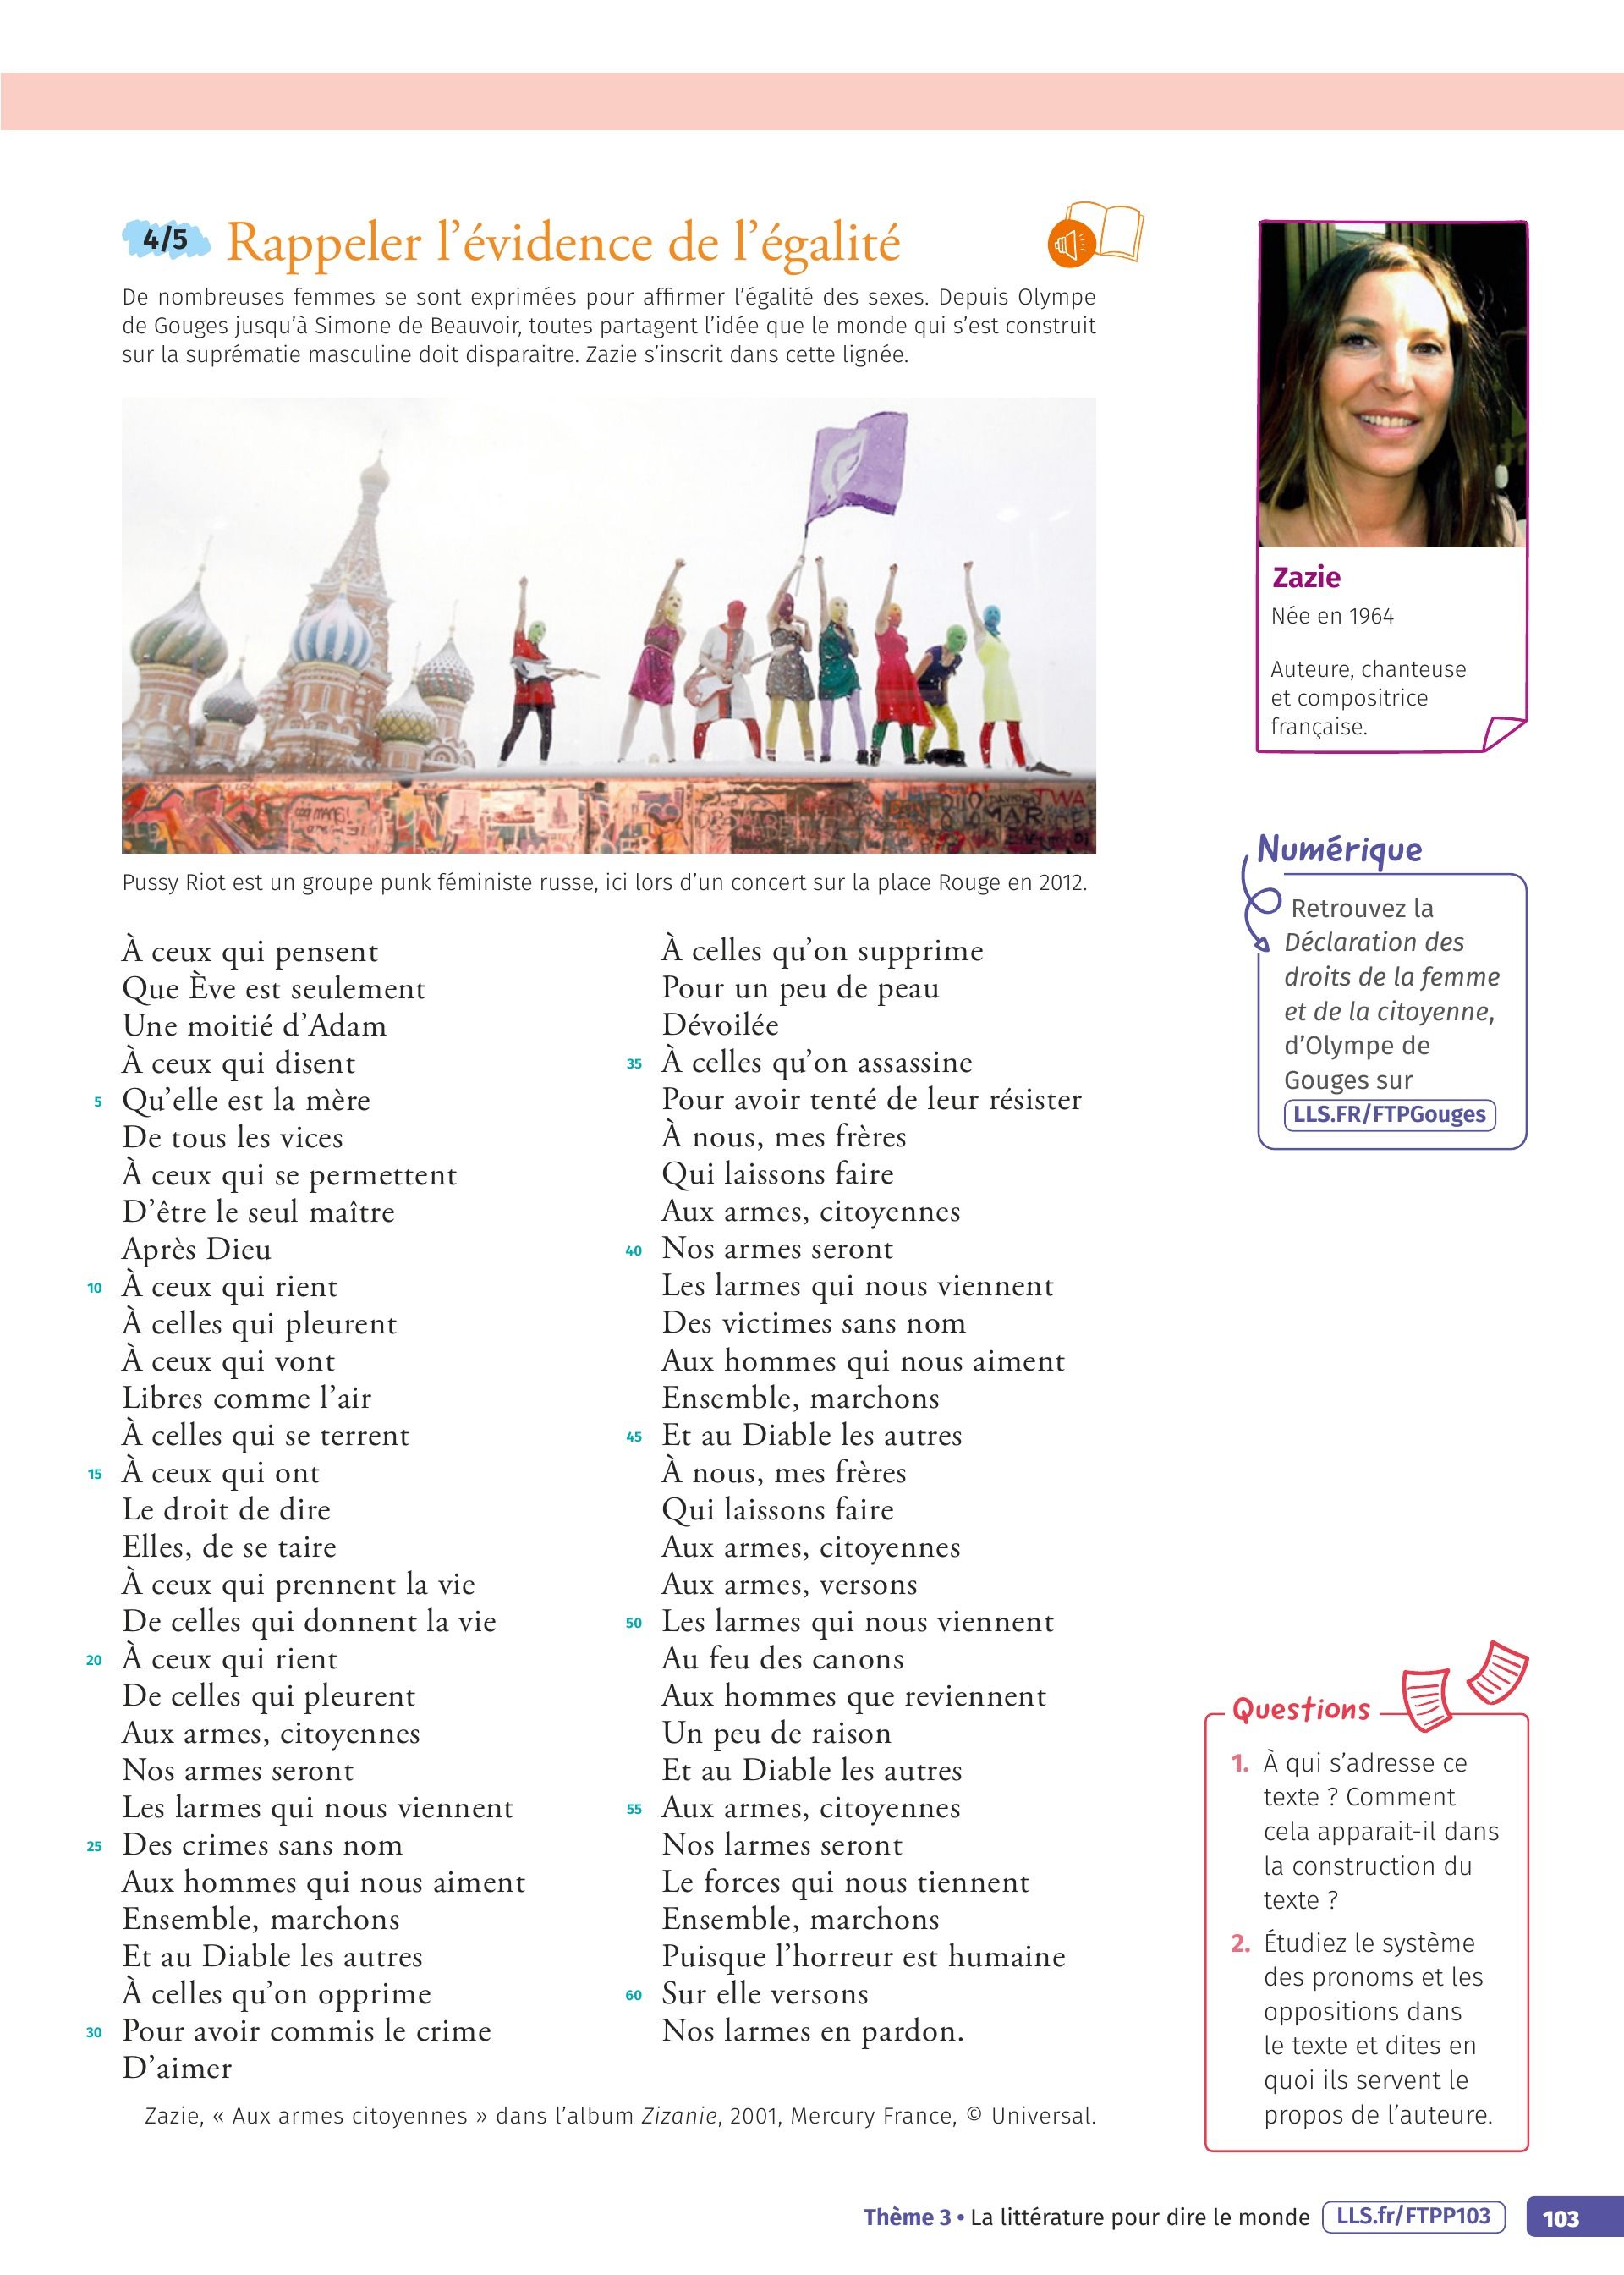 4/5 Rappeler l’évidence de l’égalité
De nombreuses femmes se sont exprimées pour affirmer l’égalité des sexes. Depuis Olympe
de Gouges jusqu’à Simone de Beauvoir, toutes partagent l’idée que le monde qui s’est construit
sur la suprématie masculine doit disparaitre. Zazie s’inscrit dans cette lignée.
Pussy Riot est un groupe punk féministe russe, ici lors d’un concert sur la place Rouge en 2012.
À ceux qui pensent
Que Ève est seulement
Une moitié d’Adam
À ceux qui disent
5 Qu’elle est la mère
De tous les vices
À ceux qui se permettent
D’être le seul maître
Après Dieu
10 À ceux qui rient
À celles qui pleurent
À ceux qui vont
Libres comme l’air
À celles qui se terrent
15 À ceux qui ont
Le droit de dire
Elles, de se taire
À ceux qui prennent la vie
De celles qui donnent la vie
20 À ceux qui rient
De celles qui pleurent
Aux armes, citoyennes
Nos armes seront
Les larmes qui nous viennent
25 Des crimes sans nom
Aux hommes qui nous aiment
Ensemble, marchons
Et au Diable les autres
À celles qu’on opprime
30 Pour avoir commis le crime
D’aimer
À celles qu’on supprime
Pour un peu de peau
Dévoilée
35 À celles qu’on assassine
Pour avoir tenté de leur résister
À nous, mes frères
Qui laissons faire
Aux armes, citoyennes
40 Nos armes seront
Les larmes qui nous viennent
Des victimes sans nom
Aux hommes qui nous aiment
Ensemble, marchons
45 Et au Diable les autres
À nous, mes frères
Qui laissons faire
Aux armes, citoyennes
Aux armes, versons
50 Les larmes qui nous viennent
Au feu des canons
Aux hommes que reviennent
Un peu de raison
Et au Diable les autres
55 Aux armes, citoyennes
Nos larmes seront
Le forces qui nous tiennent
Ensemble, marchons
Puisque l’horreur est humaine
60 Sur elle versons
Nos larmes en pardon.
Zazie, « Aux armes citoyennes » dans l’album Zizanie, 2001, Mercury France, © Universal.
Zazie
Née en 1964
Auteure, chanteuse
et compositrice
française.
Numérique
Retrouvez la
Déclaration des
droits de la femme
et de la citoyenne,
d’Olympe de
Gouges sur
LLS.FR/FTPGouges
Questions
1. À qui s’adresse ce
texte ? Comment
cela apparait-il dans
la construction du
texte ?
2. Étudiez le système
des pronoms et les
oppositions dans
le texte et dites en
quoi ils servent le
propos de l’auteure.
Thème 3 • La littérature pour dire le monde LLS.fr/FTPP103 103